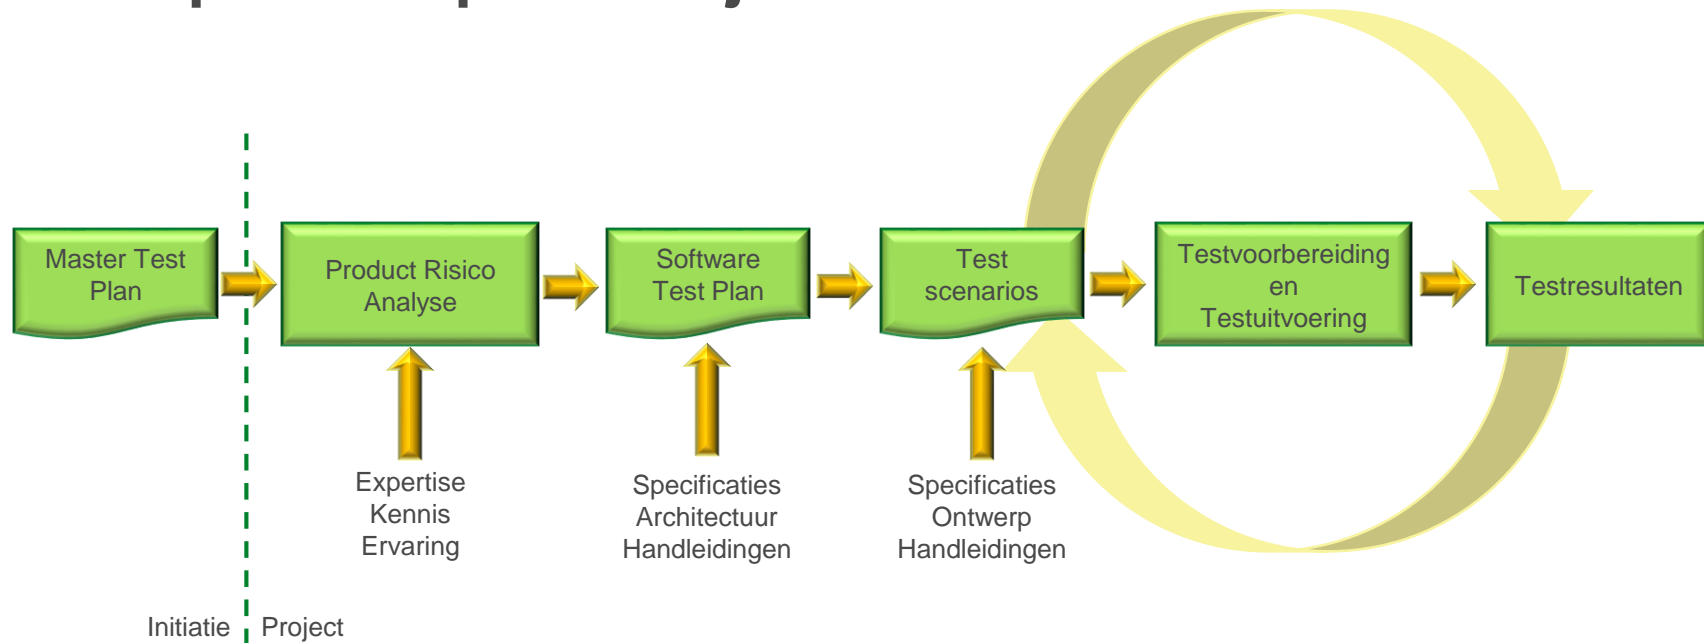 Master Test
Plan
Product Risico
Analyse
Software
Test Plan
Test
scenarios
Testvoorbereiding
en
Testuitvoering
Testresultaten
Expertise
Kennis
Ervaring
Specificaties
Architectuur
Handleidingen
Specificaties
Ontwerp
Handleidingen
Initiatie
Project